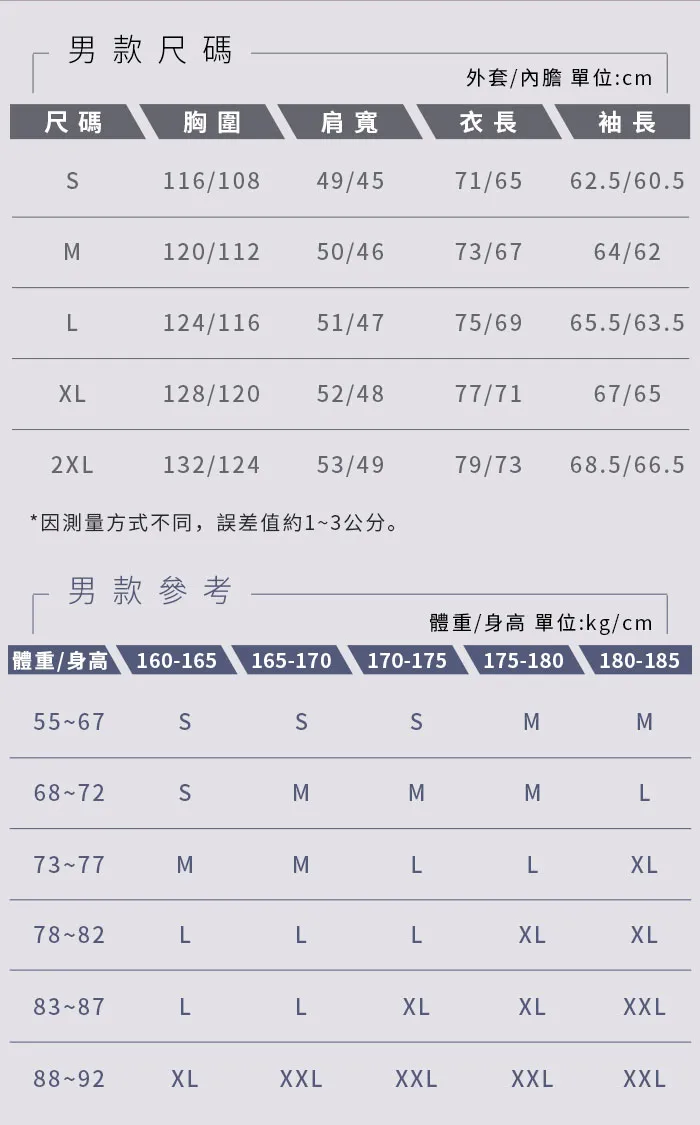 男款尺碼
外套/內膽 單位:cm
尺碼 胸圍 肩寬 衣長 袖長
S 116/108 49/45 71/65 62.5/60.5
M 120/112 50/46 73/67 64/62
L 124/116 51/47 75/69 65.5/63.5
XL 128/120 52/48 77/71 67/65
2XL 132/124 53/49 79/73 68.5/66.5
*因測量方式不同，誤差值約1~3公分。
男款參考
體重/身高 單位:kg/cm
體重/身高 160-165 165-170 170-175 175-180 180-185
55~67 S S S M M
68~72 S M M M L
73~77 M M L L XL
78~82 L L L XL XL
83~87 L L XL XL XXL
88~92 XL XXL XXL XXL XXL